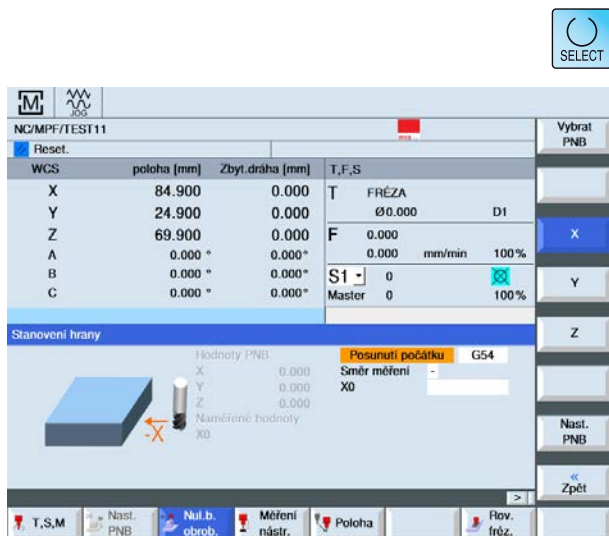 SELECT
M JOG
NC/MPF/TEST11
Reset.
WCS poloha [mm] Zbyt.dráha [mm]
X 84.900 0.000
Y 24.900 0.000
Z 69.900 0.000
A 0.000 ° 0.000°
B 0.000 ° 0.000°
C 0.000 ° 0.000°
T,F,S
T FRÉZA
Ø0.000 D1
F 0.000
0.000 mm/min 100%
S1 0
Master 0 100%
Stanovení hrany
Hodnoty PNB
X 0.000
Y 0.000
Z 0.000
Naměřené hodnoty
X0
-X
Posunutí počátku G54
Směr měření -
X0
Vybrat
PNB
X
Y
Z
Nast.
PNB
«
Zpět
>
T,S,M
Nast.
PNB
Nul.b.
obrob.
Měření
nástr.
Poloha
Rov.
fréz.